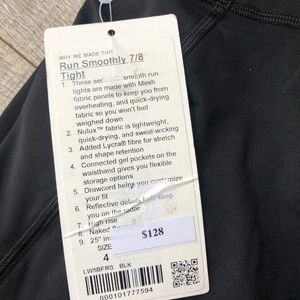 WHY WE MADE THIS
Run Smoothly 7/8
Tight
1. These smooth run
tights are made with Mesh
fabric panels to keep you from
overheating, and quick-drying
fabric so you won't feel
weighed down
2. Nulux™ fabric is lightweight,
quick-drying, and sweat-wicking
3. Added Lycra® fibre for stretch
and shape retention
4. Connected gel pockets on the
waistband gives you flexible
storage options
5. Drawcord helps you customize
your fit
6. Reflective details keep
you on the radar
7. High rise
8. Naked
9. 25"
SIZE
4
$128
LW5BFRS BLK
000101777594